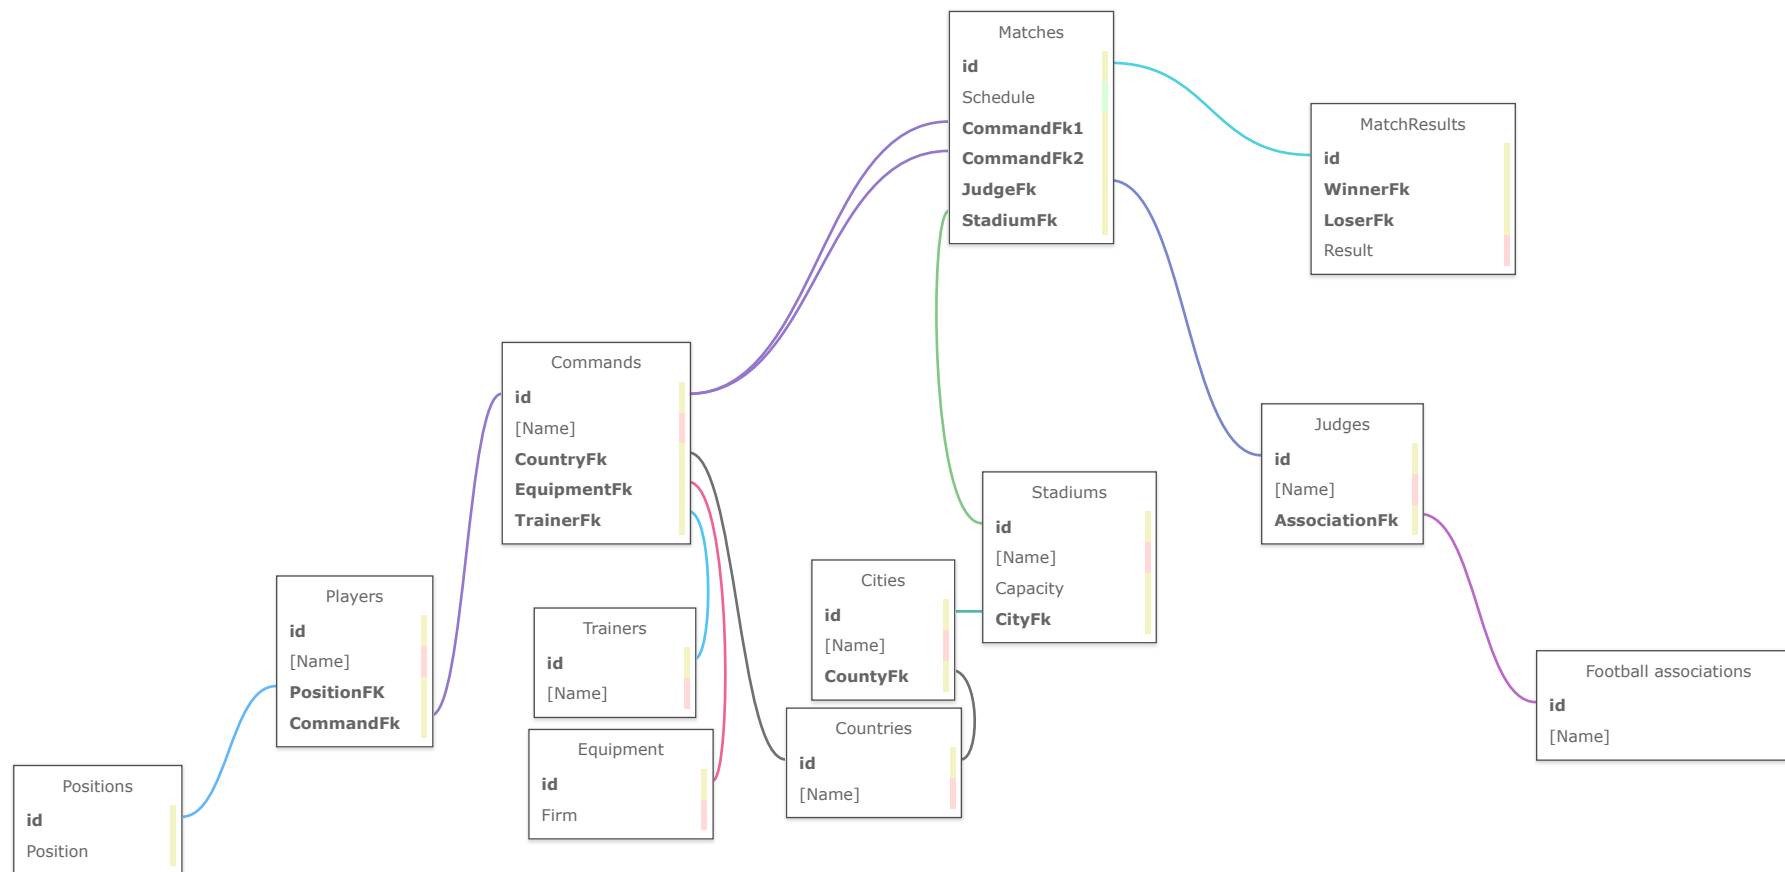 Matches
id
Schedule
CommandFk1
CommandFk2
JudgeFk
StadiumFk
MatchResults
id
WinnerFk
LoserFk
Result
Commands
id
[Name]
CountryFk
EquipmentFk
TrainerFk
Judges
id
[Name]
AssociationFk
Stadiums
id
[Name]
Capacity
CityFk
Cities
id
[Name]
CountyFk
Players
id
[Name]
PositionFK
CommandFk
Trainers
id
[Name]
Football associations
id
[Name]
Countries
id
[Name]
Equipment
id
Firm
Positions
id
Position